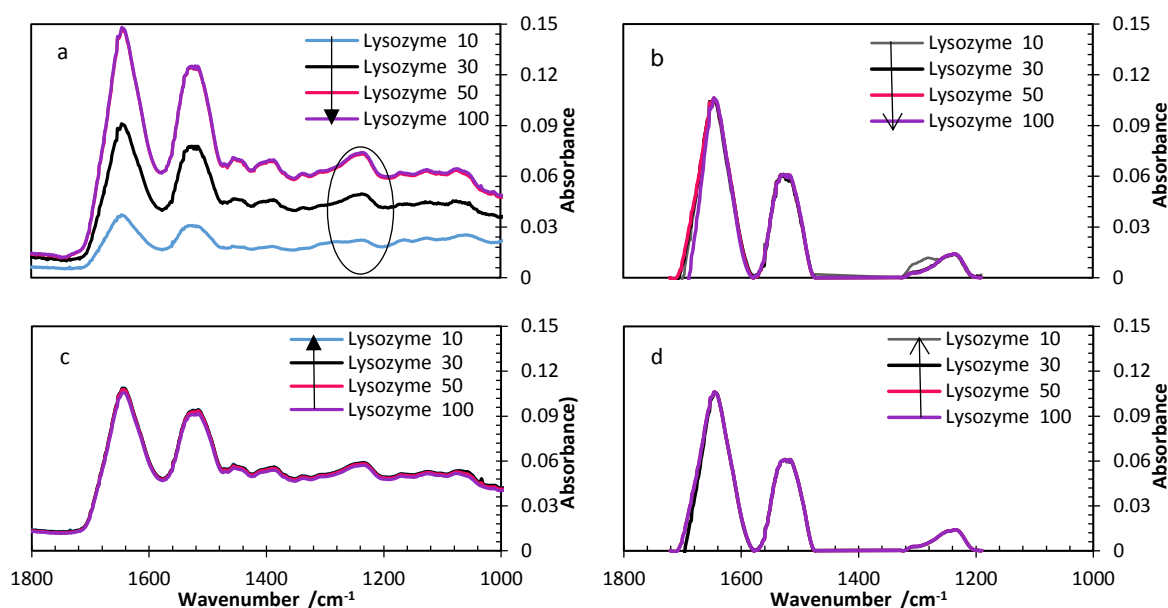 a
Lysozyme 10
Lysozyme 30
Lysozyme 50
Lysozyme 100
0.15
0.12
0.09
0.06
0.03
0
Absorbance
b
Lysozyme 10
Lysozyme 30
Lysozyme 50
Lysozyme 100
0.15
0.12
0.09
0.06
0.03
0
Absorbance
c
Lysozyme 10
Lysozyme 30
Lysozyme 50
Lysozyme 100
0.15
0.12
0.09
0.06
0.03
0
Absorbance)
1800 1600 1400 1200 1000
Wavenumber /cm-1
d
Lysozyme 10
Lysozyme 30
Lysozyme 50
Lysozyme 100
0.15
0.12
0.09
0.06
0.03
0
Absorbance
1800 1600 1400 1200 1000
Wavenumber /cm-1